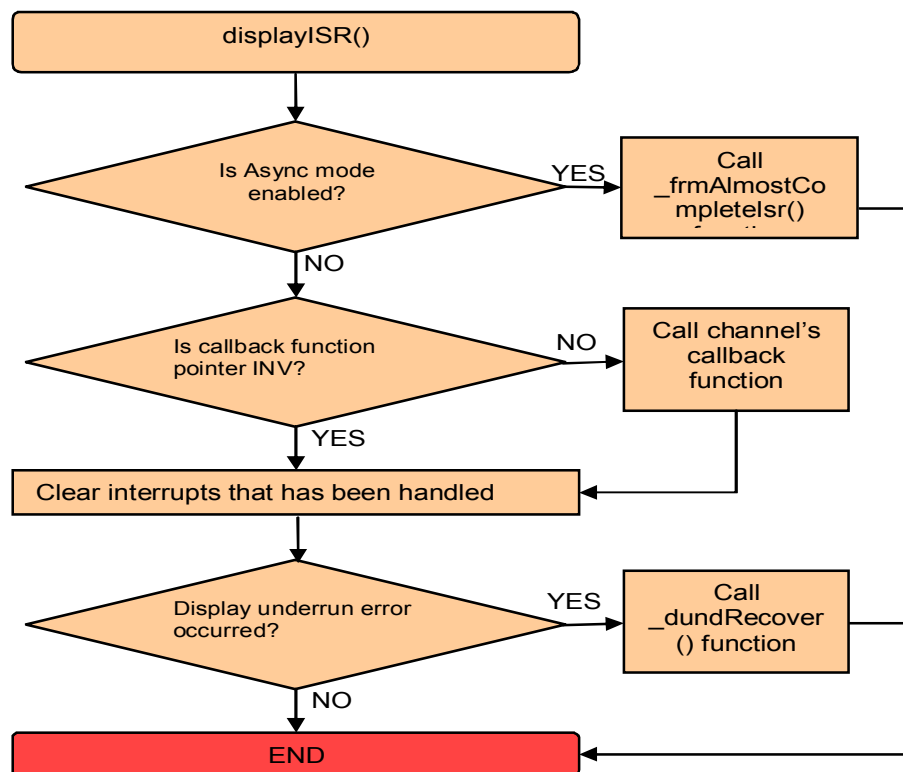 displayISR()
Is Async mode
enabled?
YES
Call
_frmAlmostCo
mpleteIsr()
NO
Is callback function
pointer INV?
NO
Call channel's
callback
function
YES
Clear interrupts that has been handled
Display underrun error
occurred?
YES
Call
_dundRecover
() function
NO
END